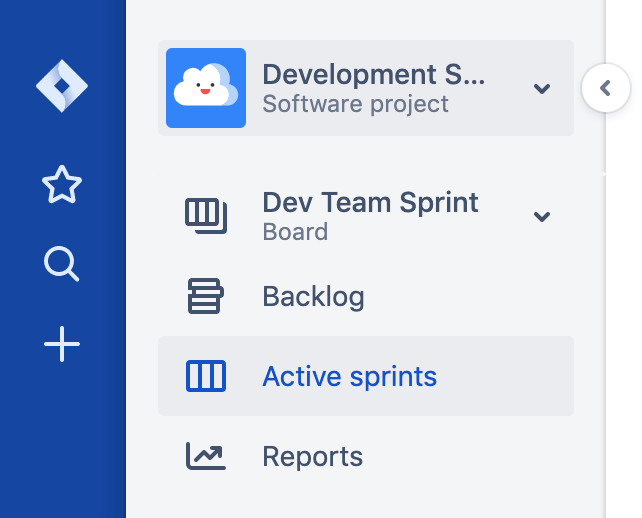 Development S...
Software project
Dev Team Sprint
Board
Backlog
Active sprints
Reports